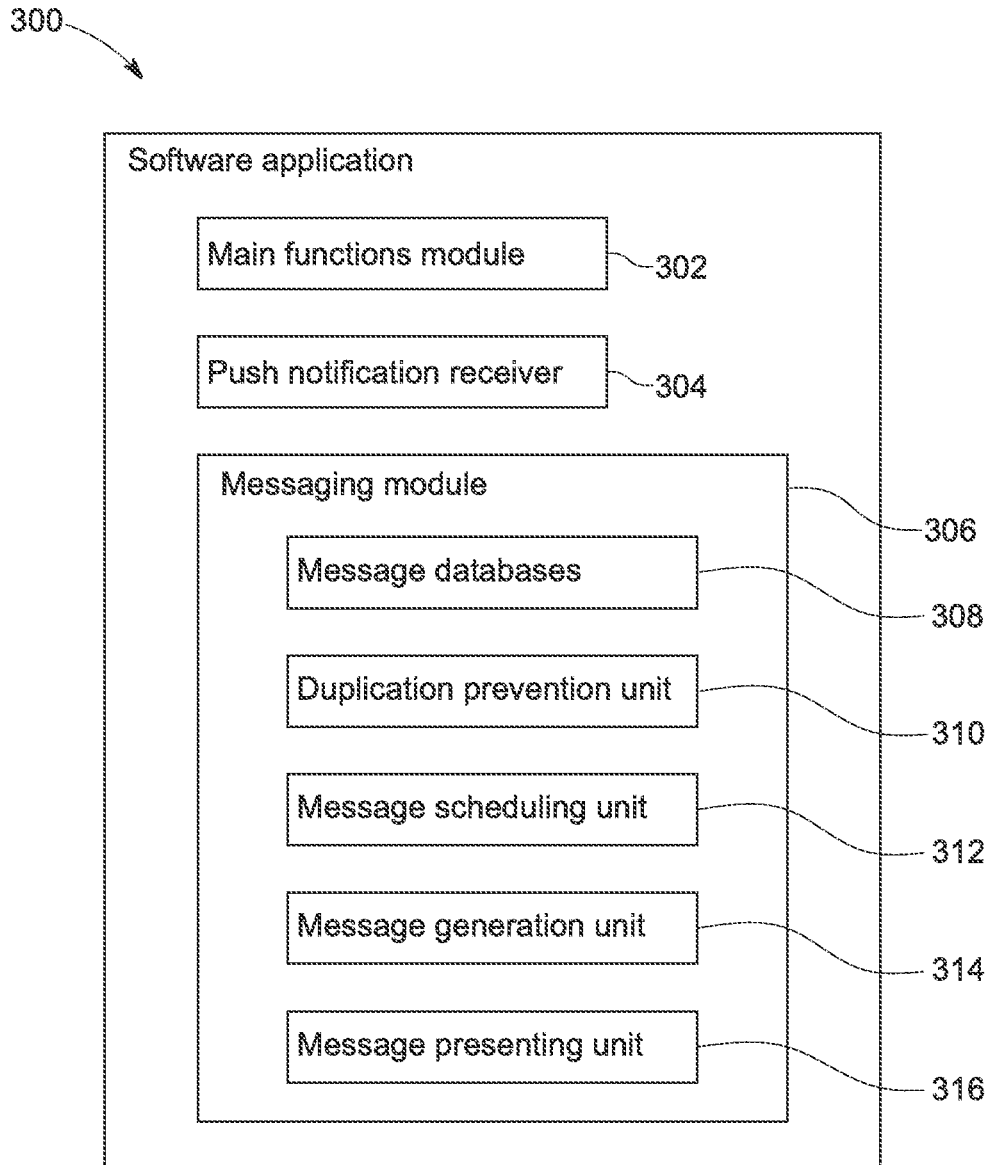 300
Software application
Main functions module
302
Push notification receiver
304
Messaging module
306
Message databases
308
Duplication prevention unit
310
Message scheduling unit
312
Message generation unit
314
Message presenting unit
316